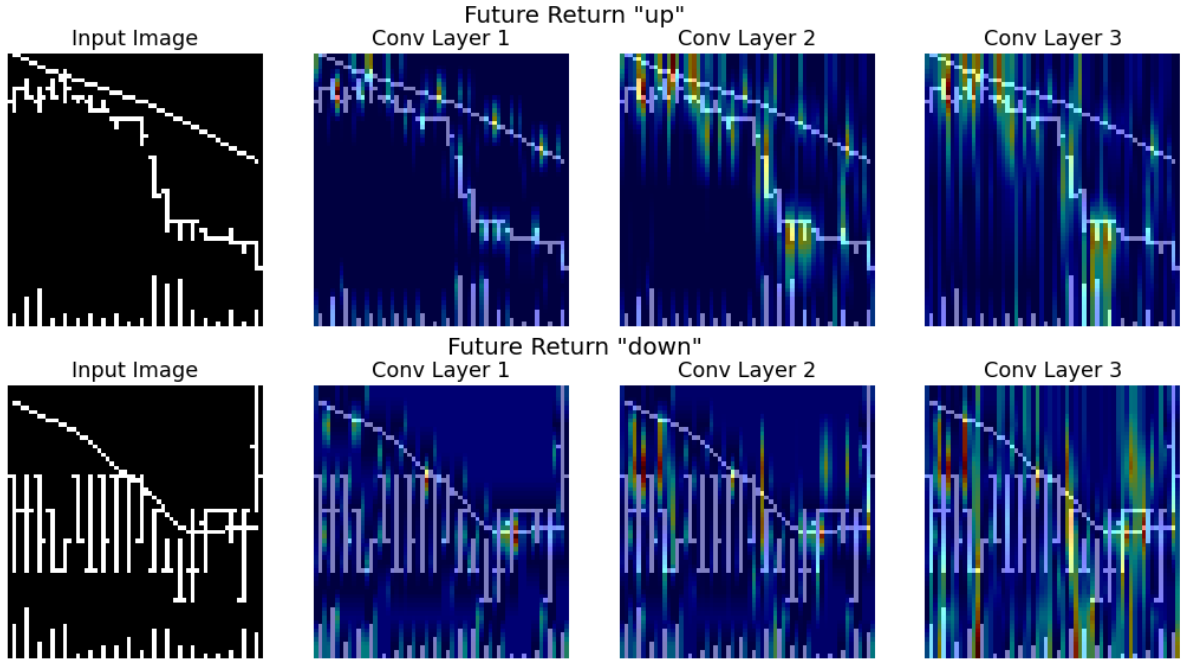 Future Return "up"
Input Image Conv Layer 1 Conv Layer 2 Conv Layer 3
Future Return "down"
Input Image Conv Layer 1 Conv Layer 2 Conv Layer 3